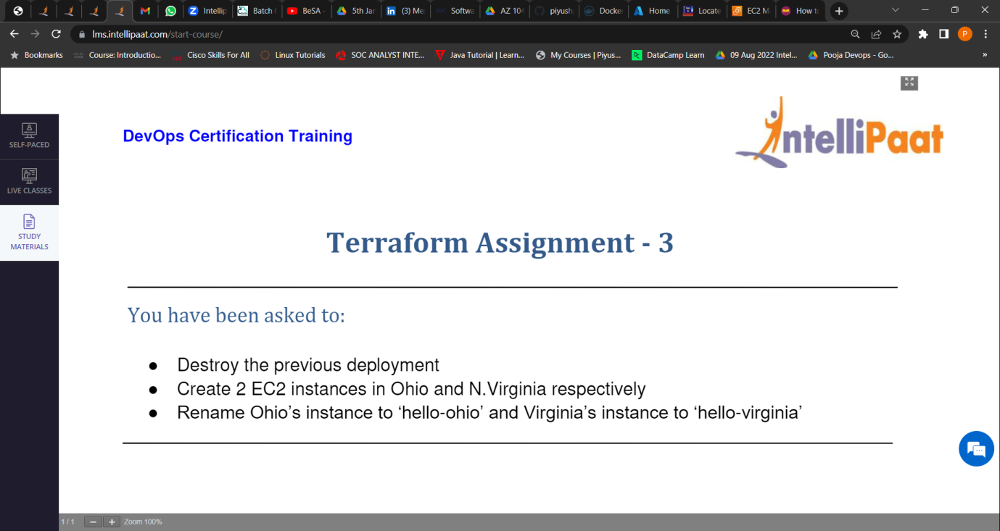 Intellip
Batch
BeSA -
5th Jan
(3) Me
Softwa
AZ 104
piyush
Docke
Home
Locate
EC2 M
How to
lms.intellipaat.com/start-course/
P
Bookmarks
Course: Introductio...
Cisco Skills For All
Linux Tutorials
SOC ANALYST INTE...
Java Tutorial | Learn...
My Courses | Piyus...
DataCamp Learn
09 Aug 2022 Intel...
Pooja Devops - Go...
»
SELF-PACED
LIVE CLASSES
STUDY
MATERIALS
DevOps Certification Training
IntelliPaat
Terraform Assignment - 3
You have been asked to:
● Destroy the previous deployment
● Create 2 EC2 instances in Ohio and N.Virginia respectively
● Rename Ohio’s instance to ‘hello-ohio’ and Virginia’s instance to ‘hello-virginia’
1 / 1
Zoom 100%